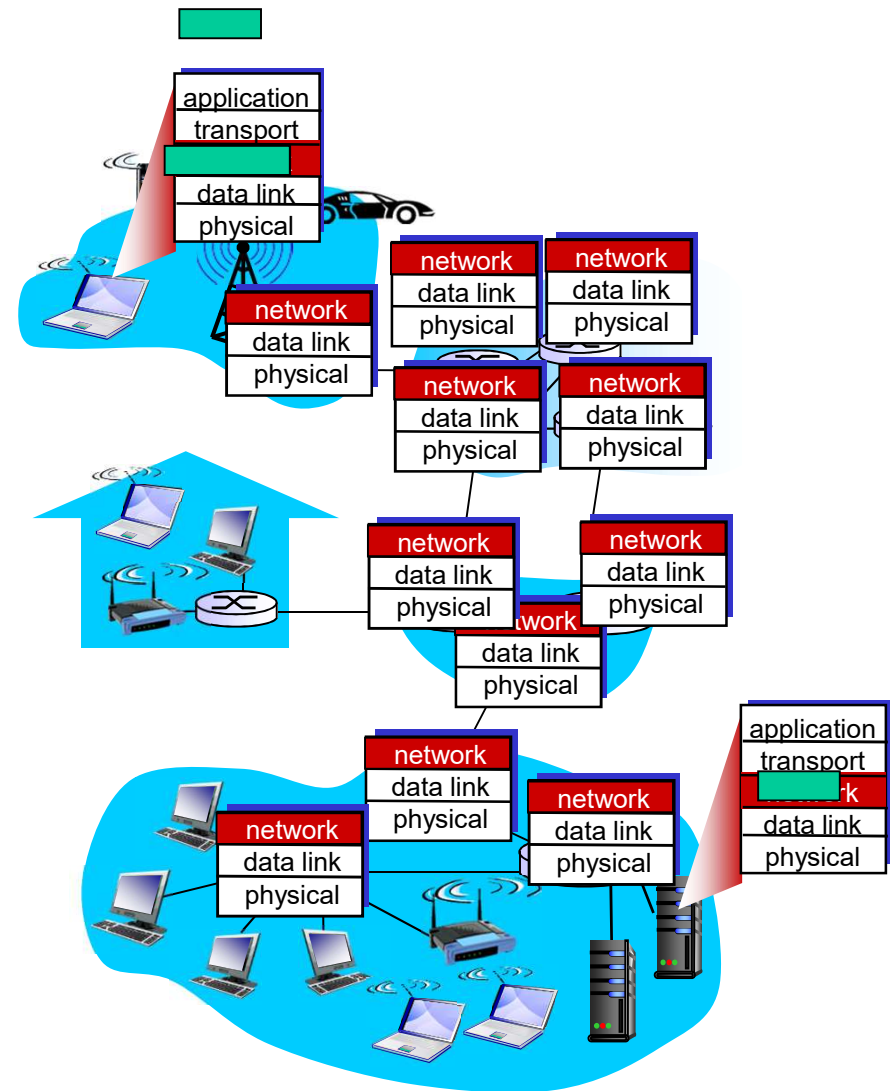 application
transport
data link
physical
network
data link
physical
network
data link
physical
network
data link
physical
network
data link
physical
network
data link
physical
network
data link
physical
network
data link
physical
data link
physical
application
transport
data link
physical
network
data link
physical
network
data link
physical
network
data link
physical